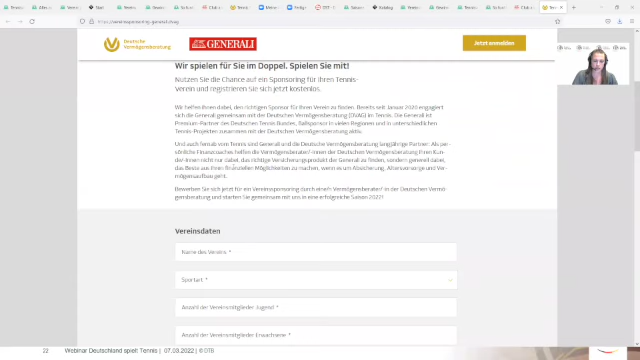 Deutsche
Vermögensberatung
GENERALI
Jetzt anmelden
Wir spielen für Sie im Doppel. Spielen Sie mit!
Nutzen Sie die Chance auf ein Sponsoring für Ihren Tennis-
verein und registrieren Sie sich jetzt kostenlos.
Wir helfen Ihnen dabei, den richtigen Sponsor für Ihren Verein zu finden. Bereits seit Januar 2020 engagiert
sich die Generali gemeinsam mit der Deutschen Vermögensberatung (DVAG) im Tennis. Die Generali ist
Premium-Partner des Deutschen Tennis Bundes, Ballsponsor in vielen Regionen und in unterschiedlichen
Tennis-Projekten zusammen mit der Deutschen Vermögensberatung aktiv.
Und auch jenseits vom Tennis sind Generali und die Deutsche Vermögensberatung langjährige Partner: Als per-
sönliche Finanzcoaches helfen die Vermögensberater/-innen der Deutschen Vermögensberatung ihren Kun-
den/-innen nicht nur dabei, das richtige Versicherungsprodukt der Generali zu finden, sondern generell dabei,
das Beste aus ihren finanziellen Möglichkeiten zu machen, wenn es um Absicherung, Altersvorsorge und Ver-
mögensaufbau geht.
Bewerben Sie sich jetzt für ein Vereinssponsoring durch eine/n Vermögensberater/in der Deutschen Vermö-
gensberatung und starten Sie gemeinsam mit uns in eine erfolgreiche Saison 2022!
Vereinsdaten
Name des Vereins *
Sportart *
Anzahl der Vereinsmitglieder Jugend *
Anzahl der Vereinsmitglieder Erwachsene *
22 Webinar Deutschland spielt Tennis | 07.03.2022 | © DTB